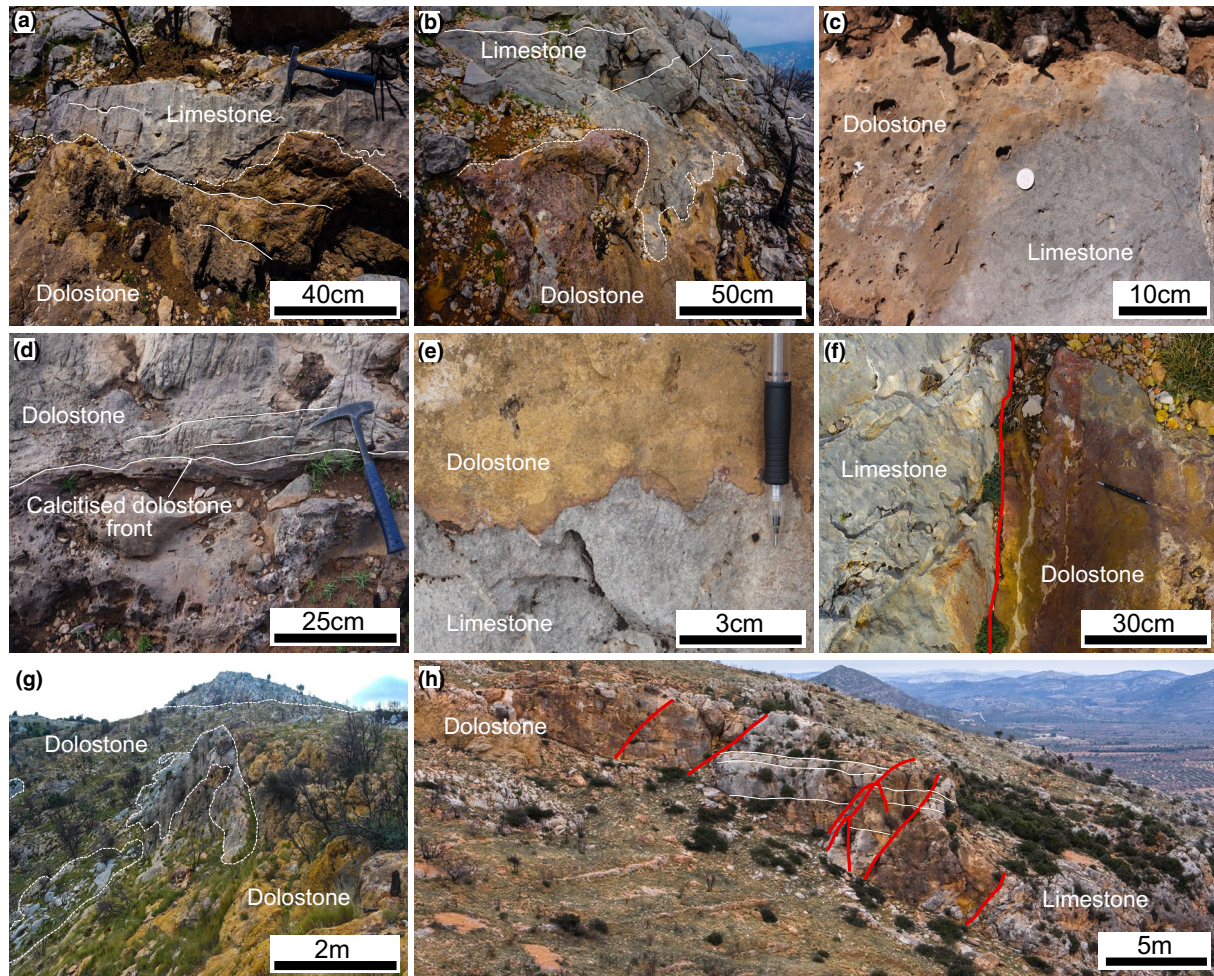 (a)
Limestone
Dolostone
40cm
(b)
Limestone
Dolostone
50cm
(c)
Dolostone
Limestone
10cm
(d)
Dolostone
Calcitised dolostone
front
25cm
(e)
Dolostone
Limestone
3cm
(f)
Limestone
Dolostone
30cm
(g)
Dolostone
Dolostone
2m
(h)
Dolostone
Limestone
5m